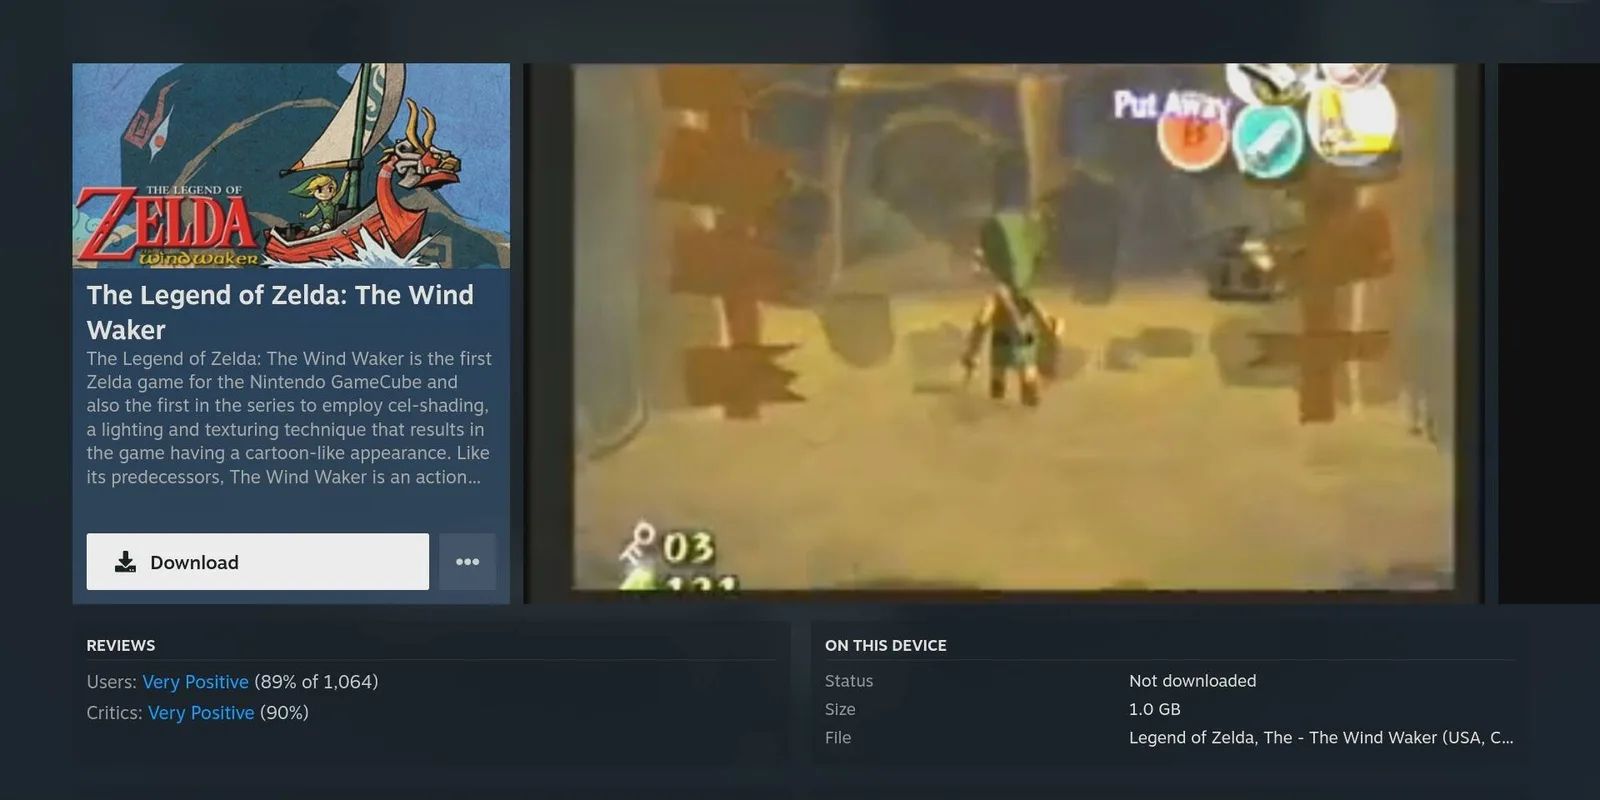 THE LEGEND OF
ZELDA
Wind Waker
The Legend of Zelda: The Wind
Waker
The Legend of Zelda: The Wind Waker is the first
Zelda game for the Nintendo GameCube and
also the first in the series to employ cel-shading,
a lighting and texturing technique that results in
the game having a cartoon-like appearance. Like
its predecessors, The Wind Waker is an action...
Download
Put Away
B
03
121
REVIEWS
Users: Very Positive (89% of 1,064)
Critics: Very Positive (90%)
ON THIS DEVICE
Status Not downloaded
Size 1.0 GB
File Legend of Zelda, The - The Wind Waker (USA, C...